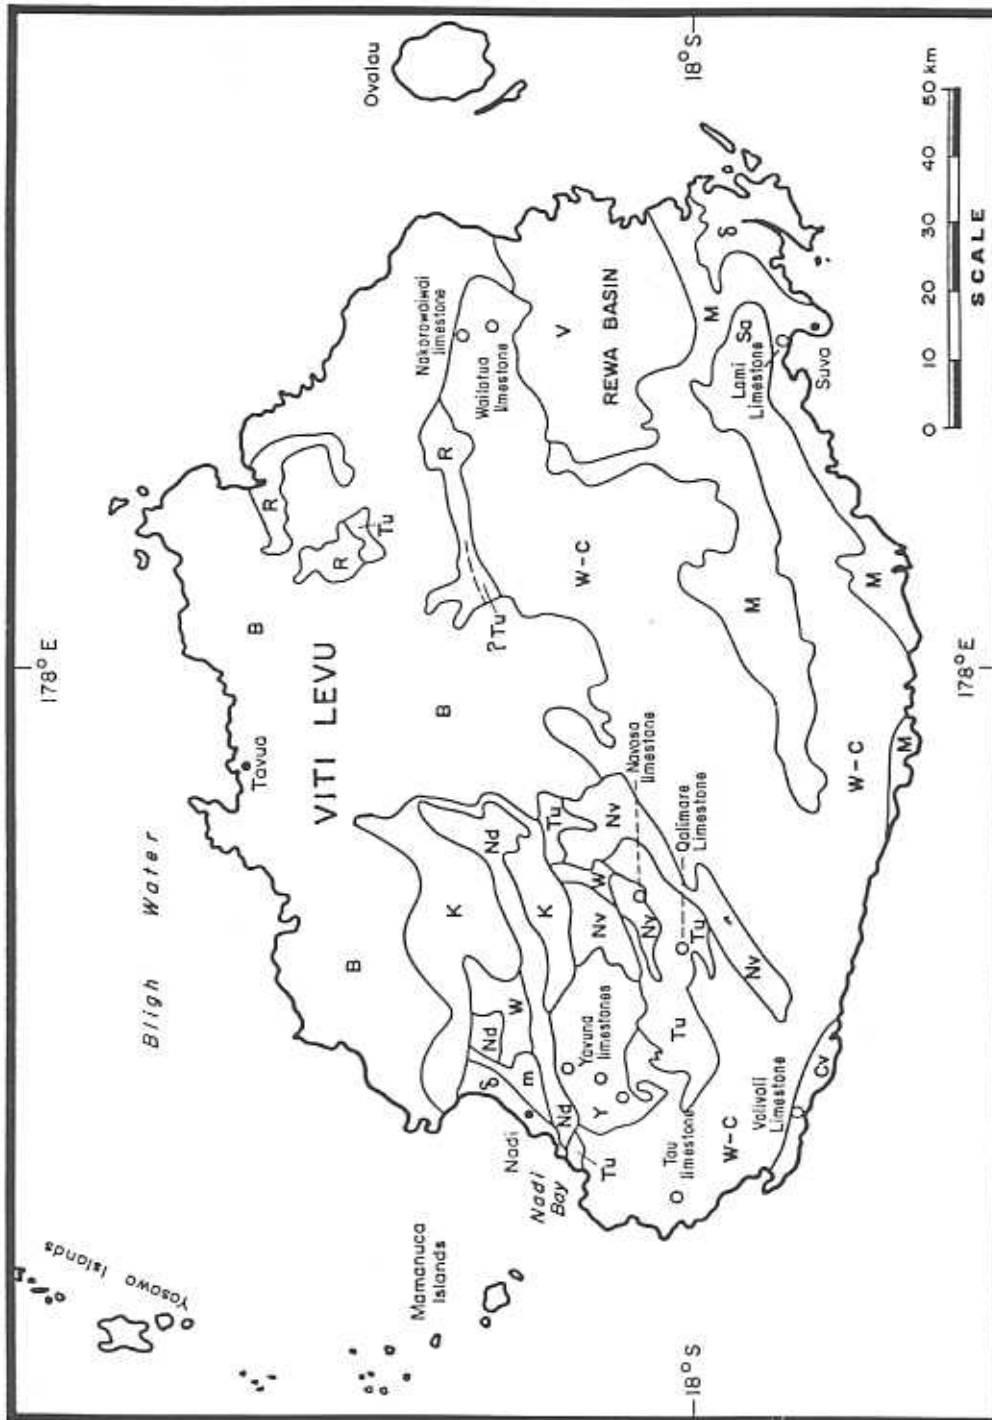 178°E
Ovalau
18°S
Bligh Water
Tavua
B
R
R
Tu
Nakorowaiwai
limestone
Wailotua
limestone
R
VITI LEVU
B
B
?Tu
V
REWA BASIN
W-C
M
δ
Lami
Limestone
Sa
Suva
M
M
M
W-C
K
Nd
K
Tu
Nv
W
Nv
Nv
Navosa
limestone
Qalimare
Limestone
Tu
Nv
Nd
W
δ
m
Nadi
Nd
Yavuna
limestones
Y
Tu
Tu
Nadi
Bay
Tau
limestone
W-C
Volivoli
Limestone
Cv
Yasawa Islands
Mamanuca
Islands
18°S
178°E
0 10 20 30 40 50 km
SCALE